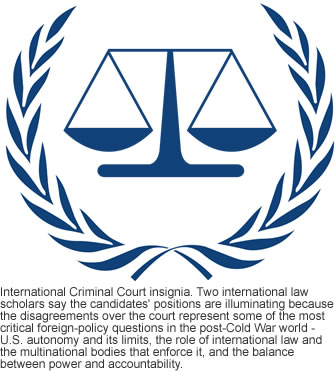 International Criminal Court insignia. Two international law
scholars say the candidates' positions are illuminating because
the disagreements over the court represent some of the most
critical foreign-policy questions in the post-Cold War world -
U.S. autonomy and its limits, the role of international law and
the multinational bodies that enforce it, and the balance
between power and accountability.